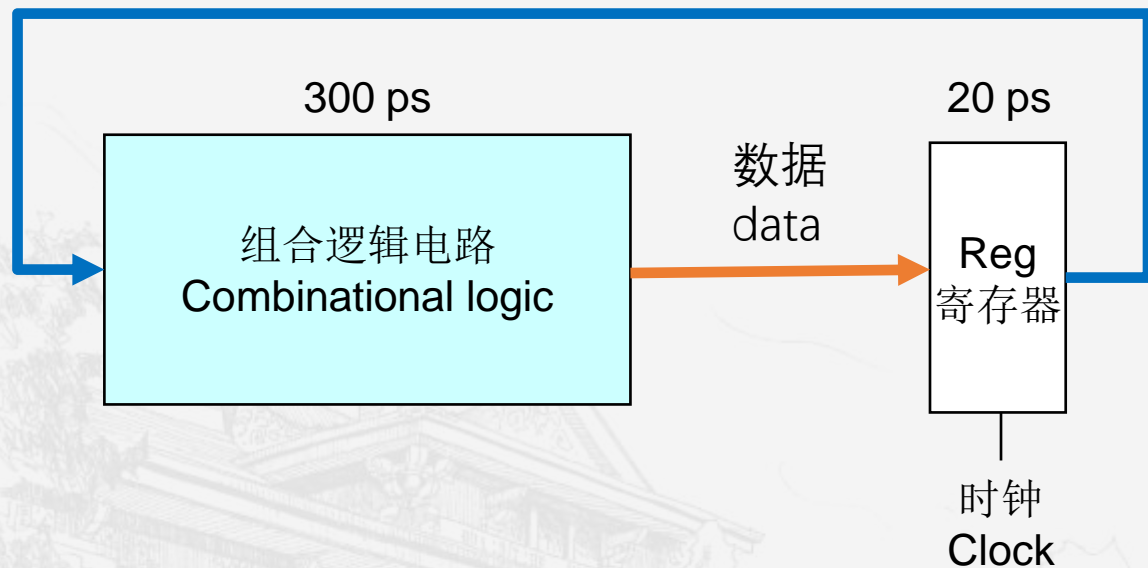 300 ps
20 ps
组合逻辑电路
Combinational logic
数据
data
Reg
寄存器
时钟
Clock